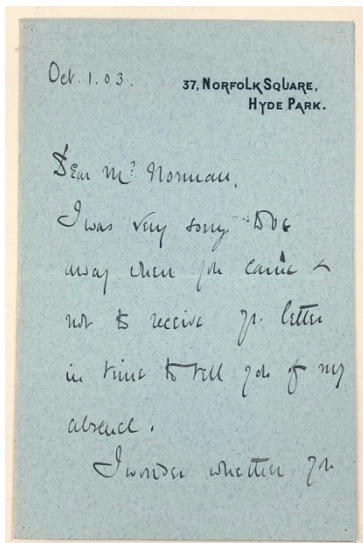 Oct. 1. 03.
37, NORFOLK SQUARE,
HYDE PARK.
Dear Mr. Norman,
I was very sorry to be
away when you came &
not to receive yr. letter
in time to tell you of my
absence.
I wonder whether yr